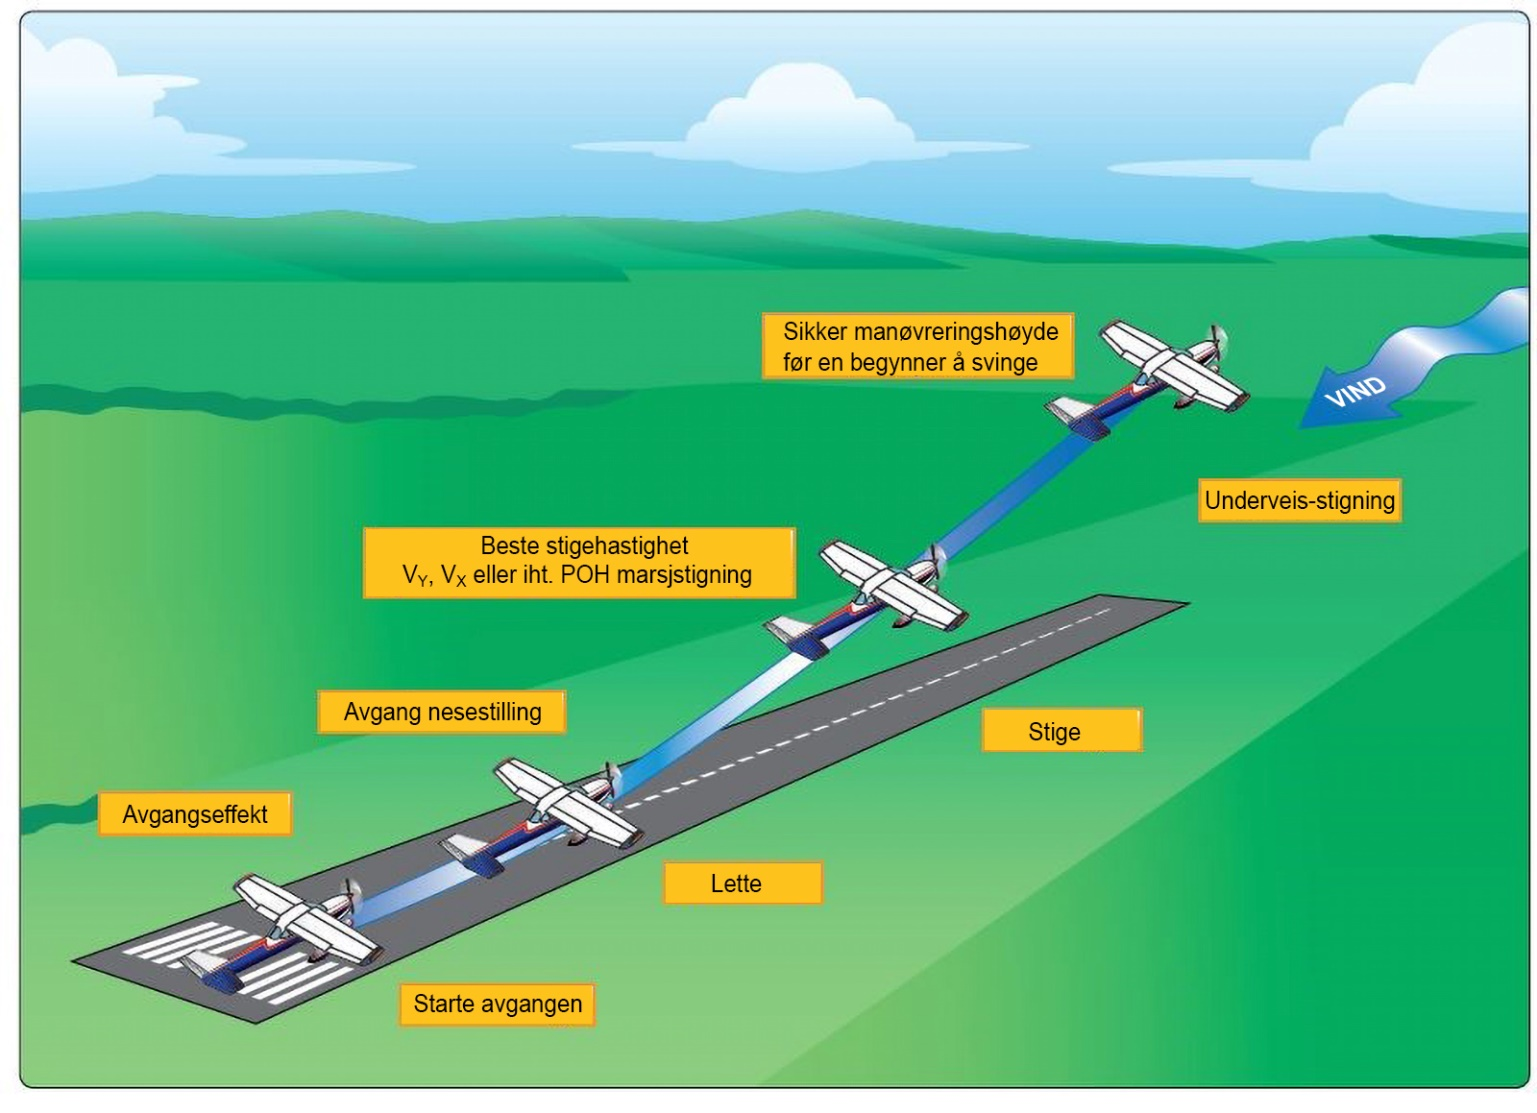 Sikker manøvreringshøyde
før en begynner å svinge
VIND
Underveis-stigning
Beste stigehastighet
VY, VX eller iht. POH marsjstigning
Avgang nesestilling
Stige
Avgangseffekt
Lette
Starte avgangen